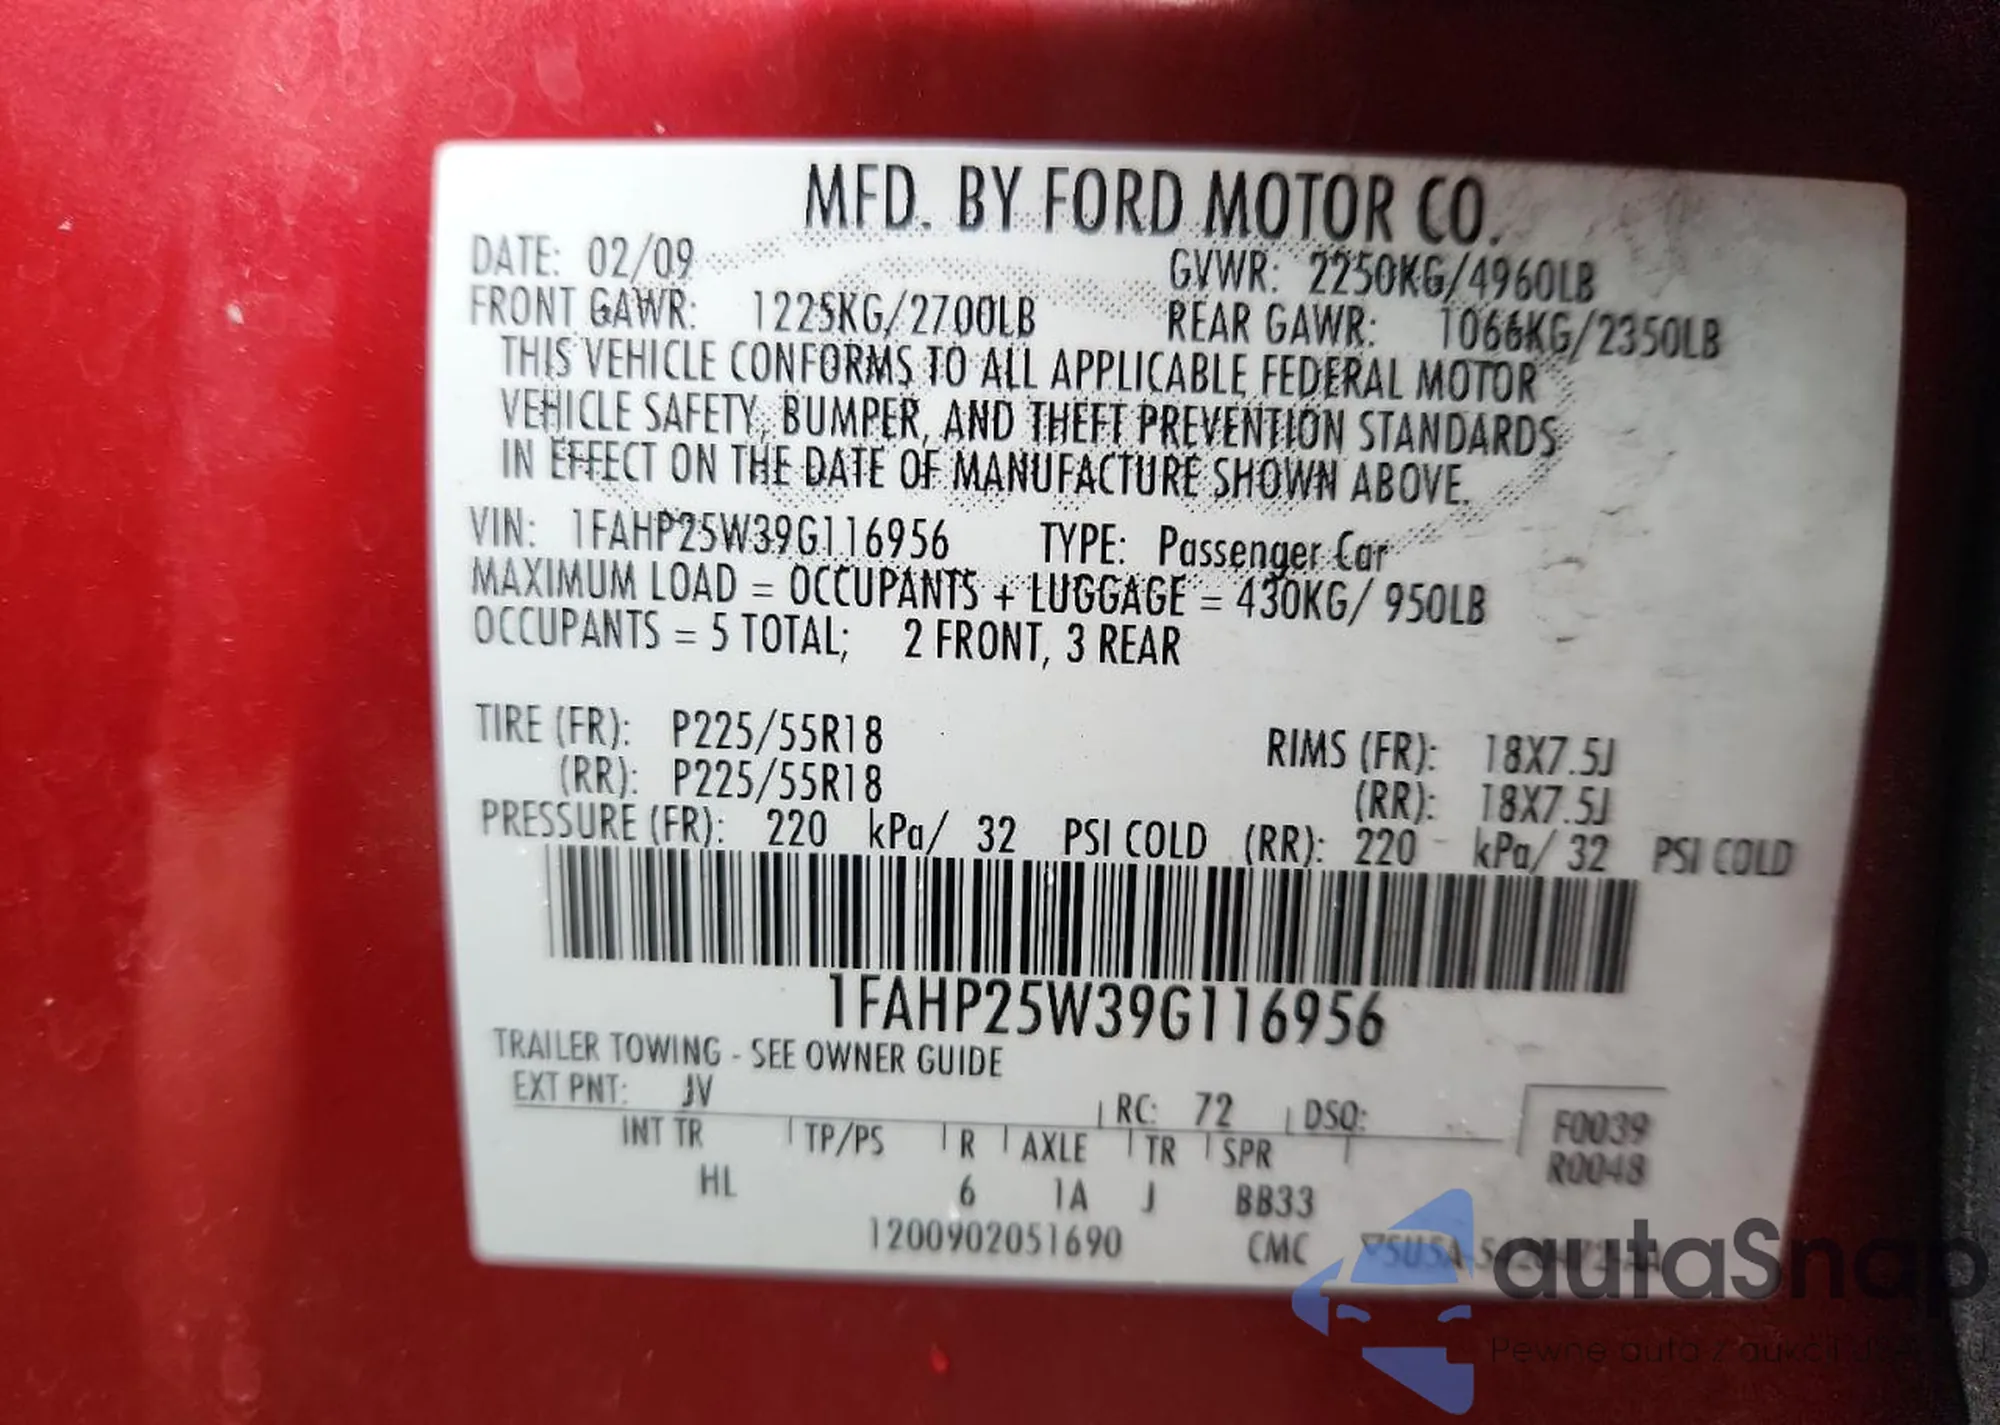 MFD. BY FORD MOTOR CO.
DATE: 02/09 GVWR: 2250KG/4960LB
FRONT GAWR: 1225KG/2700LB REAR GAWR: 1066KG/2350LB
THIS VEHICLE CONFORMS TO ALL APPLICABLE FEDERAL MOTOR
VEHICLE SAFETY, BUMPER, AND THEFT PREVENTION STANDARDS
IN EFFECT ON THE DATE OF MANUFACTURE SHOWN ABOVE.
VIN: 1FAHP25W39G116956 TYPE: Passenger Car
MAXIMUM LOAD = OCCUPANTS + LUGGAGE = 430KG/ 950LB
OCCUPANTS = 5 TOTAL; 2 FRONT, 3 REAR
TIRE (FR): P225/55R18 RIMS (FR): 18X7.5J
(RR): P225/55R18 (RR): 18X7.5J
PRESSURE (FR): 220 kPa/ 32 PSI COLD (RR): 220 kPa/ 32 PSI COLD
1FAHP25W39G116956
TRAILER TOWING - SEE OWNER GUIDE
EXT PNT: JV RC: 72 DSO:
INT TR TP/PS R AXLE TR SPR
F0039
R0048
HL 6 1A J BB33
1200902051690 CMC
autaSnap
Pewne auta z aukcji